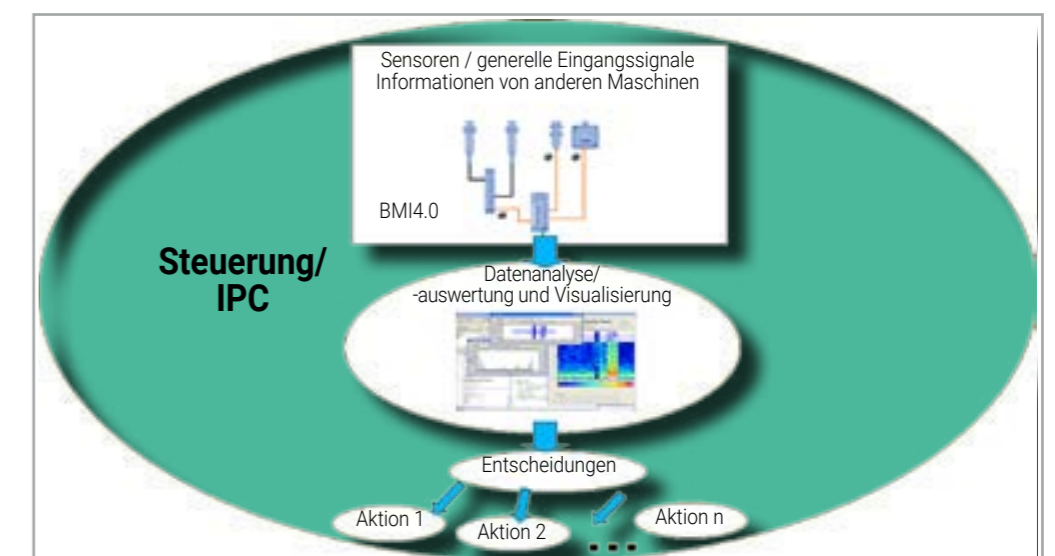 Sensoren / generelle Eingangssignale
Informationen von anderen Maschinen
BMI4.0
Steuerung/
IPC
Datenanalyse/
-auswertung und Visualisierung
Entscheidungen
Aktion 1
Aktion 2
...
Aktion n